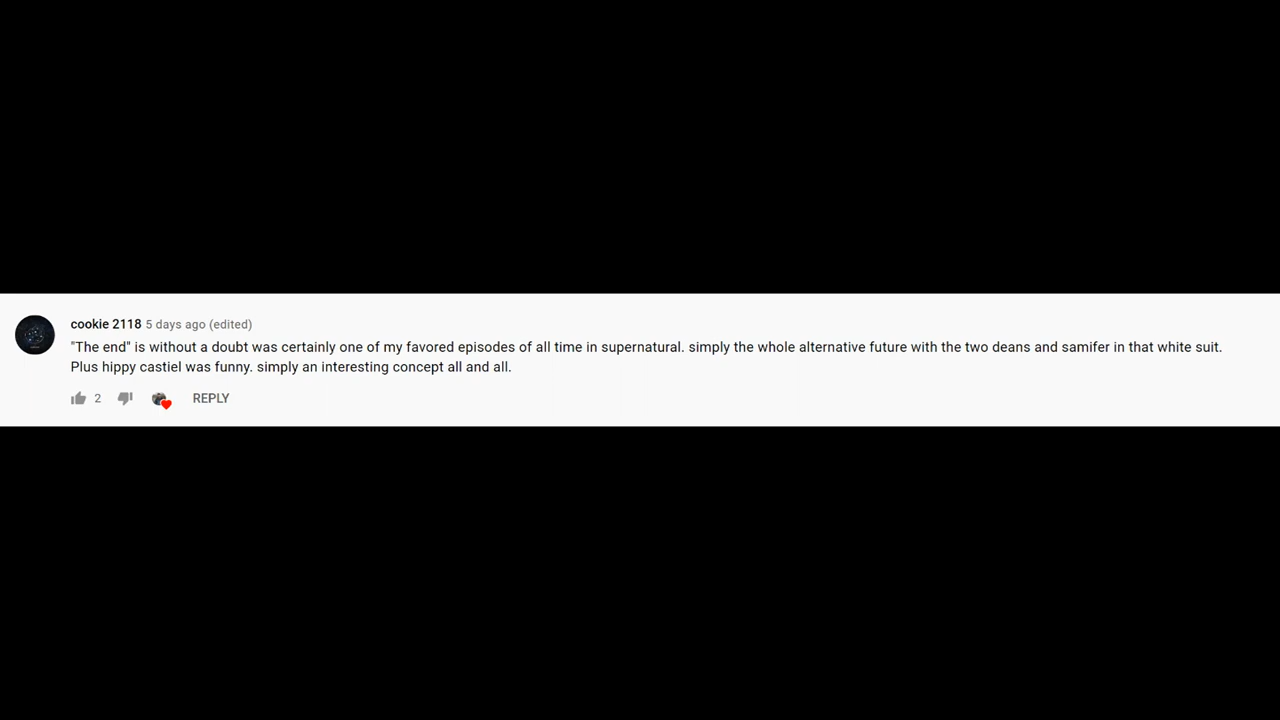 cookie 2118 5 days ago (edited)
"The end" is without a doubt was certainly one of my favored episodes of all time in supernatural. simply the whole alternative future with the two deans and samifer in that white suit.
Plus hippy castiel was funny. simply an interesting concept all and all.
2 REPLY